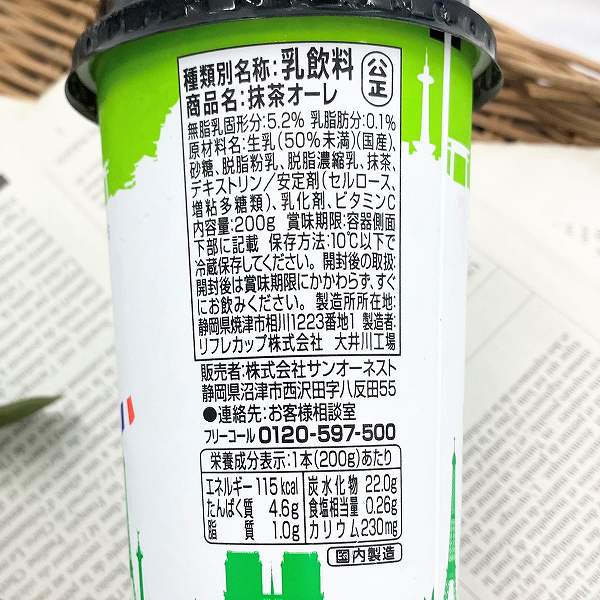 種類別名称:乳飲料 公正
商品名:抹茶オーレ
無脂乳固形分:5.2% 乳脂肪分:0.1%
原材料名:生乳(50%未満)(国産)、
砂糖、脱脂粉乳、脱脂濃縮乳、抹茶、
デキストリン/安定剤(セルロース、
増粘多糖類)、乳化剤、ビタミンC
内容量:200g 賞味期限:容器側面
下部に記載 保存方法:10℃以下で
冷蔵保存してください。開封後の取扱:
開封後は賞味期限にかかわらず、すぐ
にお飲みください。製造所所在地:
静岡県焼津市相川1223番地1 製造者:
リフレカップ株式会社 大井川工場
販売者:株式会社サンオーネスト
静岡県沼津市西沢田字八反田55
●連絡先:お客様相談室
フリーコール 0120-597-500
栄養成分表示:1本(200g)あたり
エネルギー 115kcal 炭水化物 22.0g
たんぱく質 4.6g 食塩相当量 0.26g
脂質 1.0g カリウム 230mg
国内製造